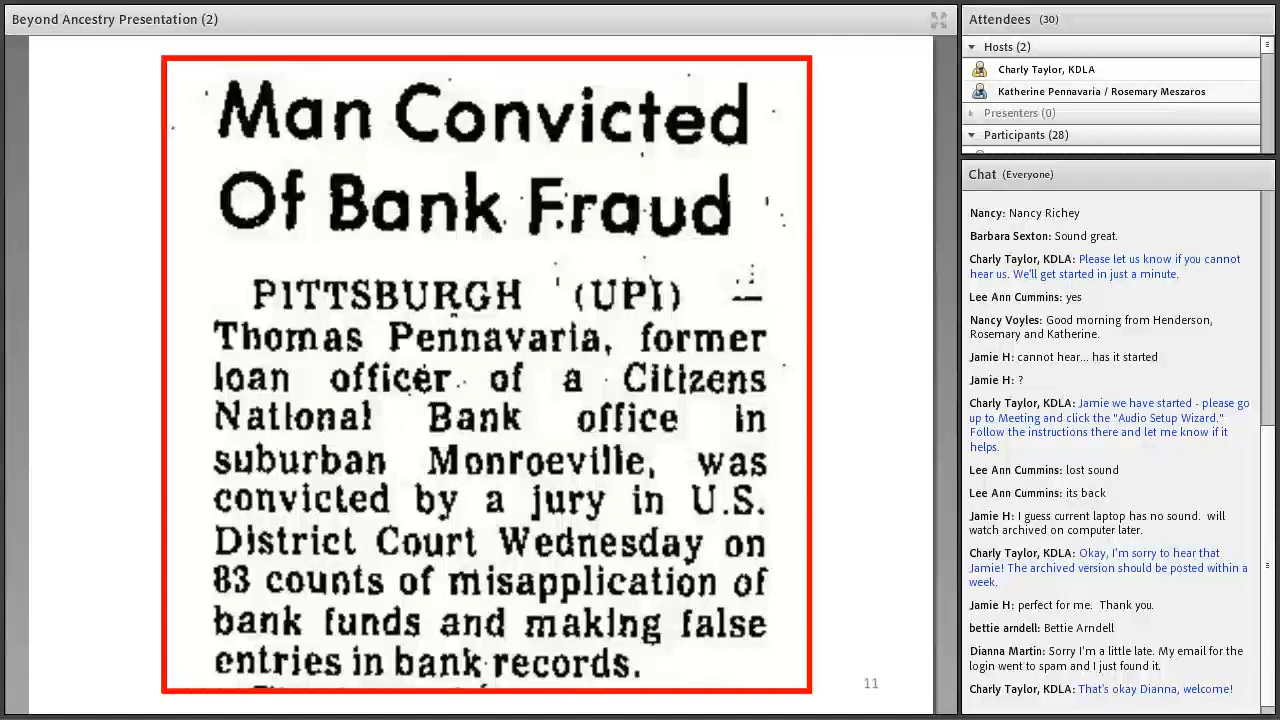 Beyond Ancestry Presentation (2)
Man Convicted
Of Bank Fraud
PITTSBURGH (UPI) —
Thomas Pennavaria, former
loan officer of a Citizens
National Bank office in
suburban Monroeville, was
convicted by a jury in U.S.
District Court Wednesday on
83 counts of misapplication of
bank funds and making false
entries in bank records.
11
Attendees (30)
Hosts (2)
Charly Taylor, KDLA
Katherine Pennavaria / Rosemary Meszaros
Presenters (0)
Participants (28)
Chat (Everyone)
Nancy: Nancy Richey
Barbara Sexton: Sound great.
Charly Taylor, KDLA: Please let us know if you cannot
hear us. We'll get started in just a minute.
Lee Ann Cummins: yes
Nancy Voyles: Good morning from Henderson,
Rosemary and Katherine.
Jamie H: cannot hear... has it started
Jamie H: ?
Charly Taylor, KDLA: Jamie we have started - please go
up to Meeting and click the "Audio Setup Wizard."
Follow the instructions there and let me know if it
helps.
Lee Ann Cummins: lost sound
Lee Ann Cummins: its back
Jamie H: I guess current laptop has no sound. will
watch archived on computer later.
Charly Taylor, KDLA: Okay, I'm sorry to hear that
Jamie! The archived version should be posted within a
week.
Jamie H: perfect for me. Thank you.
bettie arndell: Bettie Arndell
Dianna Martin: Sorry I'm a little late. My email for the
login went to spam and I just found it.
Charly Taylor, KDLA: That's okay Dianna, welcome!